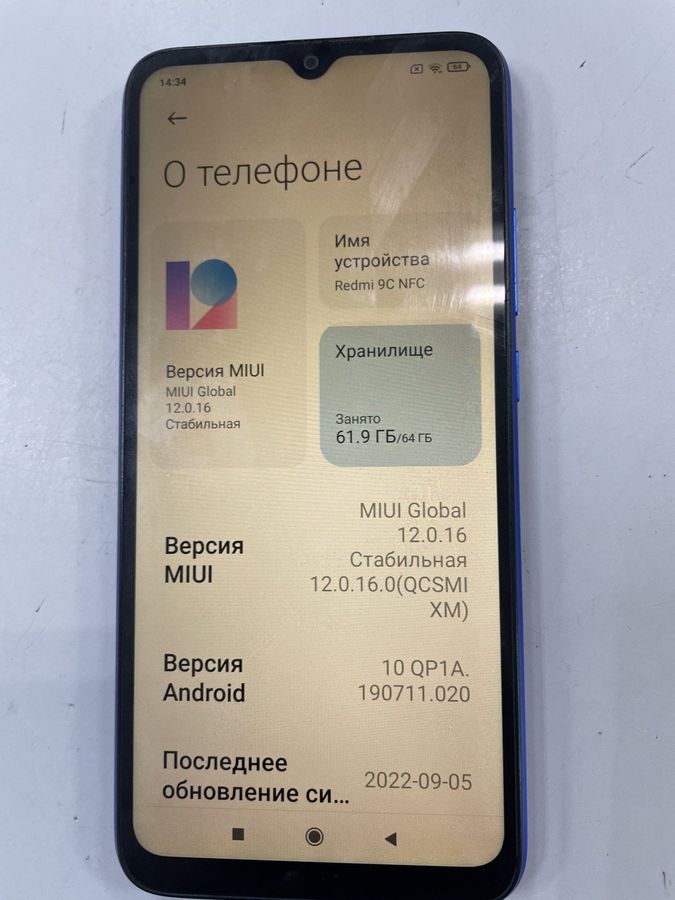 14:34
64
О телефоне
12
Имя
устройства
Redmi 9C NFC
Версия MIUI
MIUI Global
12.0.16
Стабильная
Хранилище
Занято
61.9 ГБ/64 ГБ
Версия
MIUI
MIUI Global
12.0.16
Стабильная
12.0.16.0(QCSMI
XM)
Версия
Android
10 QP1A.
190711.020
Последнее
обновление си...
2022-09-05